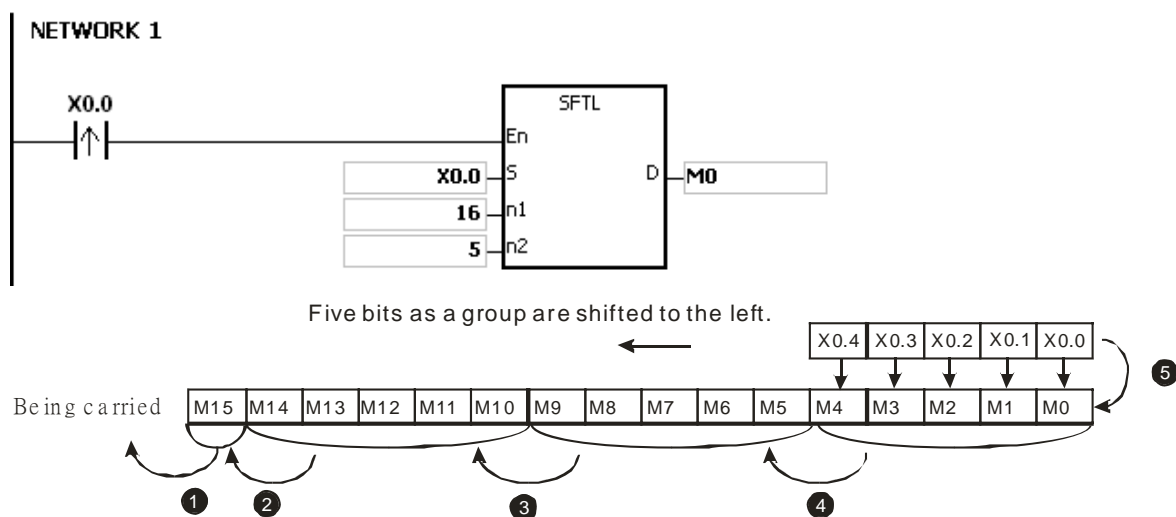 NETWORK 1
X0.0
SFTL
En
X0.0 S D M0
16 n1
5 n2
Five bits as a group are shifted to the left.
X0.4 X0.3 X0.2 X0.1 X0.0
5
Being carried M15 M14 M13 M12 M11 M10 M9 M8 M7 M6 M5 M4 M3 M2 M1 M0
1 2 3 4